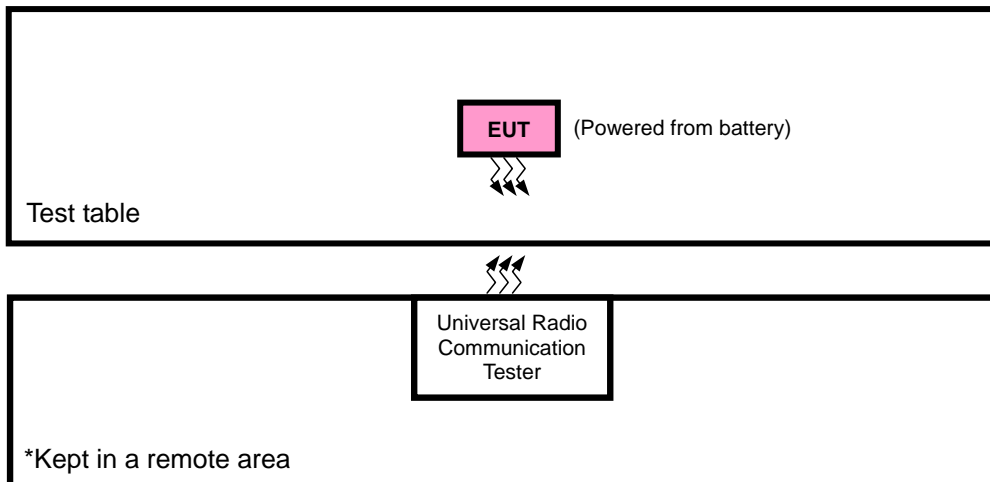 EUT
(Powered from battery)
Test table
Universal Radio
Communication
Tester
*Kept in a remote area